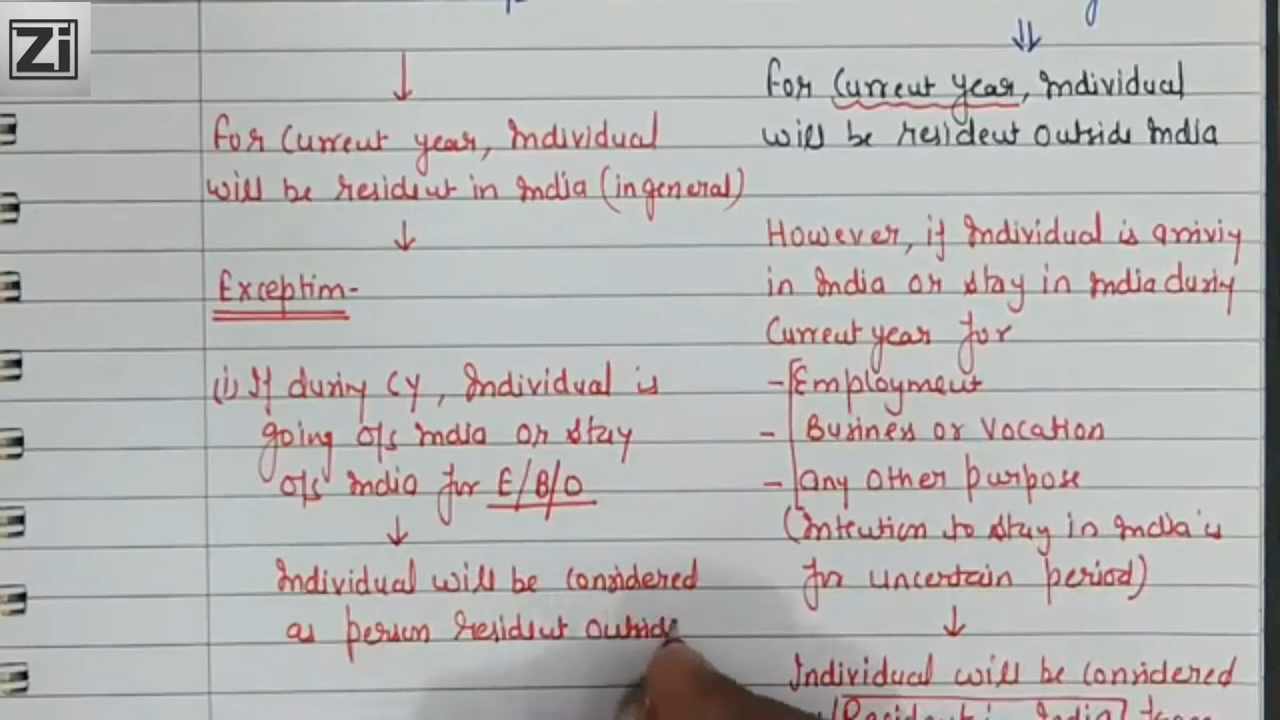 Zi
For Current year, Individual
will be resident in India (in general)
Exception-
(i) If during CY, Individual is
going o/s India or stay
o/s India for E/B/O
Individual will be considered
as person resident outside
For Current year, Individual
will be resident outside India
However, if Individual is arriving
in India or stay in India during
Current year for
- Employment
- Business or Vocation
- any other purpose
(Intention to stay in India is
for uncertain period)
Individual will be considered
Resident in India